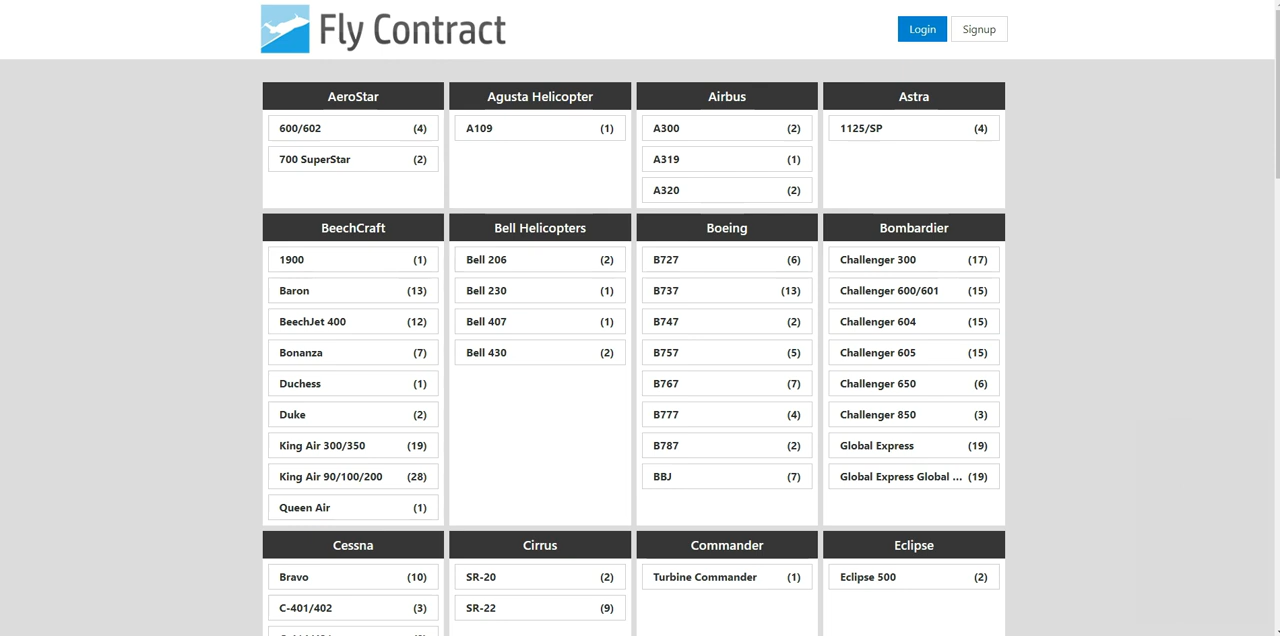 Fly Contract
Login
Signup
AeroStar
600/602 (4)
700 SuperStar (2)
Agusta Helicopter
A109 (1)
Airbus
A300 (2)
A319 (1)
A320 (2)
Astra
1125/SP (4)
BeechCraft
1900 (1)
Baron (13)
BeechJet 400 (12)
Bonanza (7)
Duchess (1)
Duke (2)
King Air 300/350 (19)
King Air 90/100/200 (28)
Queen Air (1)
Bell Helicopters
Bell 206 (2)
Bell 230 (1)
Bell 407 (1)
Bell 430 (2)
Boeing
B727 (6)
B737 (13)
B747 (2)
B757 (5)
B767 (7)
B777 (4)
B787 (2)
BBJ (7)
Bombardier
Challenger 300 (17)
Challenger 600/601 (15)
Challenger 604 (15)
Challenger 605 (15)
Challenger 650 (6)
Challenger 850 (3)
Global Express (19)
Global Express Global ... (19)
Cessna
Bravo (10)
C-401/402 (3)
Cirrus
SR-20 (2)
SR-22 (9)
Commander
Turbine Commander (1)
Eclipse
Eclipse 500 (2)